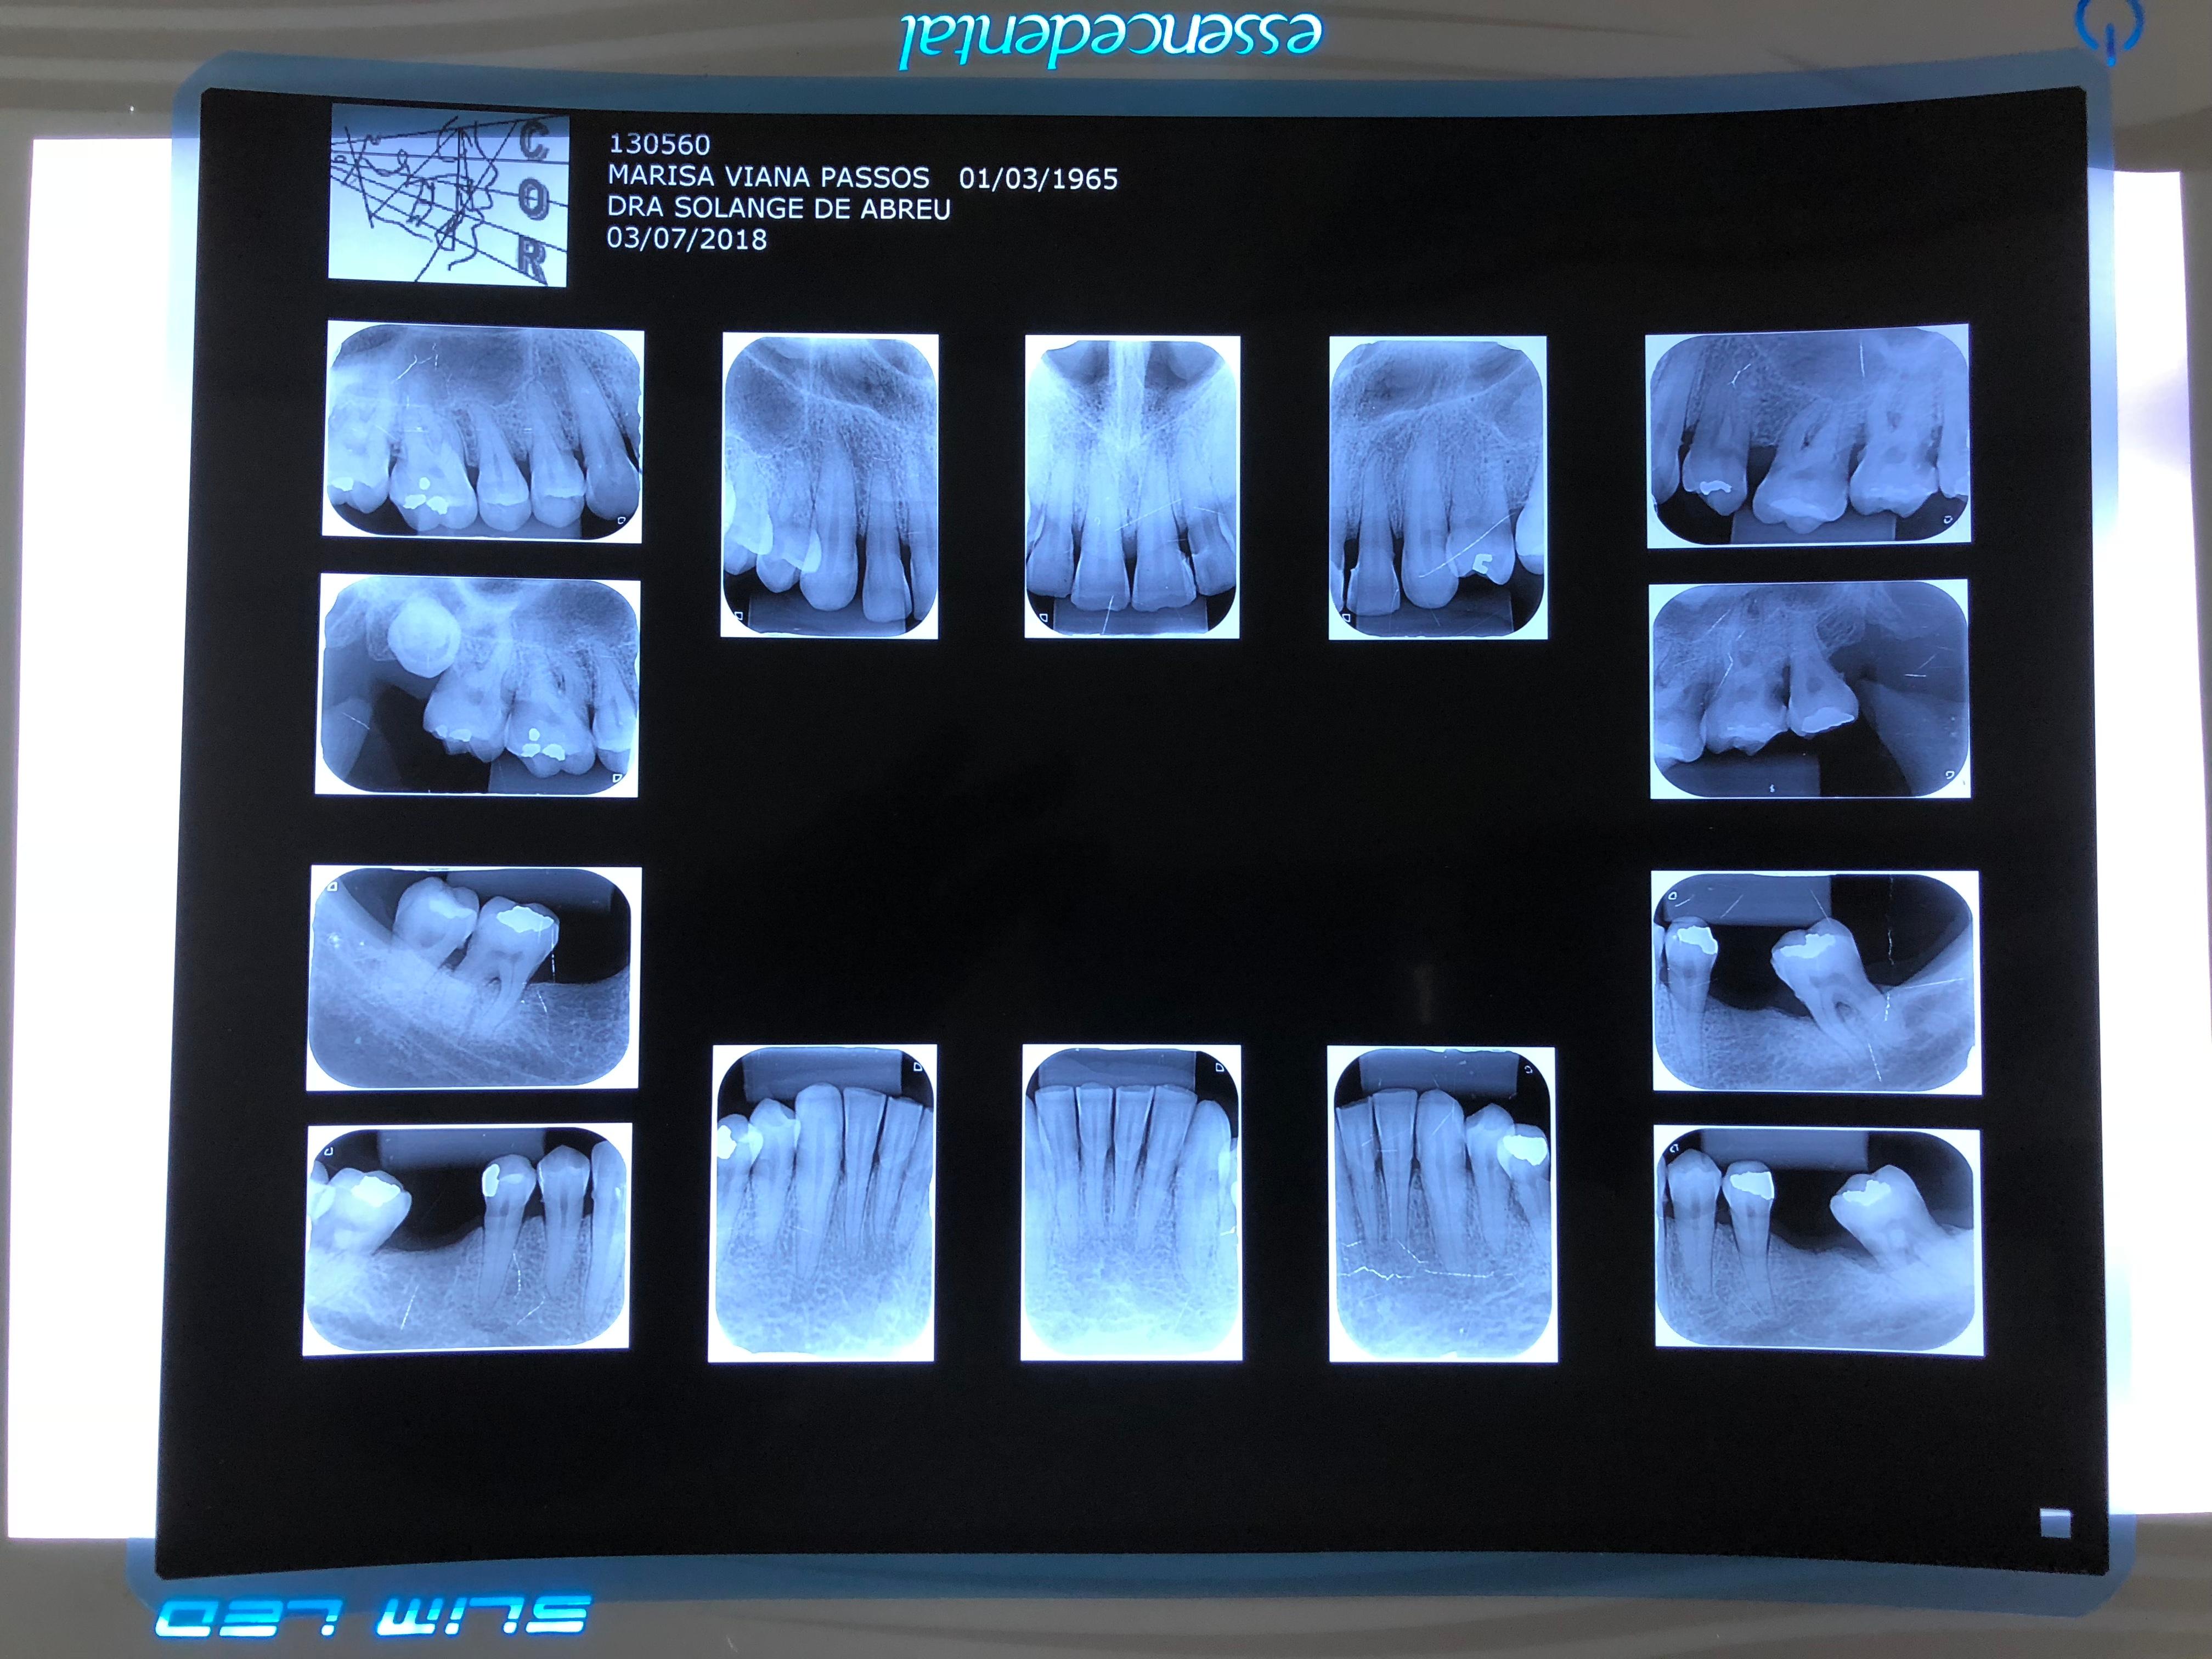 essencedental
C
O
R
130560
MARISA VIANA PASSOS 01/03/1965
DRA SOLANGE DE ABREU
03/07/2018
SLIM LED